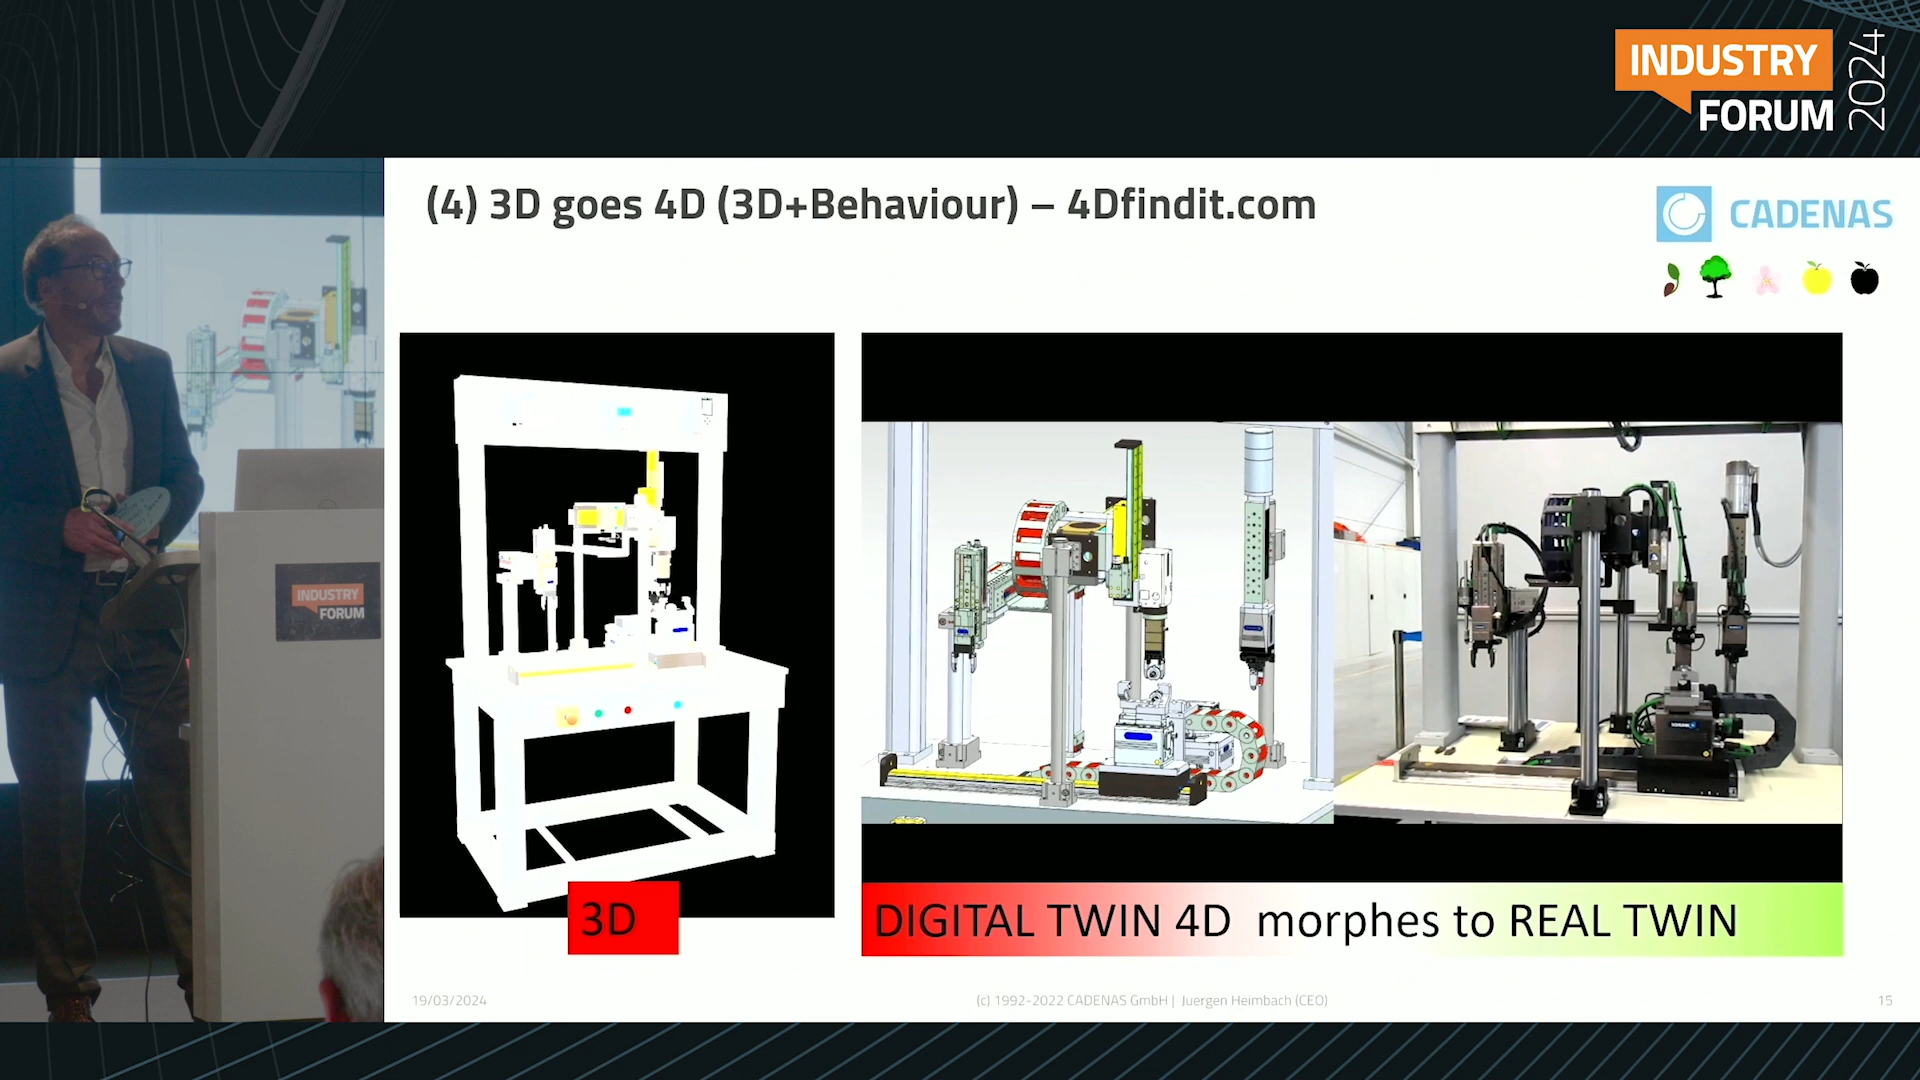 INDUSTRY
FORUM
2024
(4) 3D goes 4D (3D+Behaviour) – 4Dfindit.com
CADENAS
INDUSTRY
FORUM
3D
DIGITAL TWIN 4D morphes to REAL TWIN
19/03/2024
(c) 1992-2022 CADENAS GmbH | Juergen Heimbach (CEO)
15